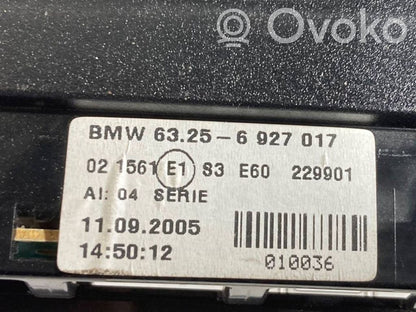 Ovoko
BMW 63.25-6 927 017
02 1561 E1 S3 E60 229901
AI: 04 SERIE
11.09.2005
14:50:12
010036